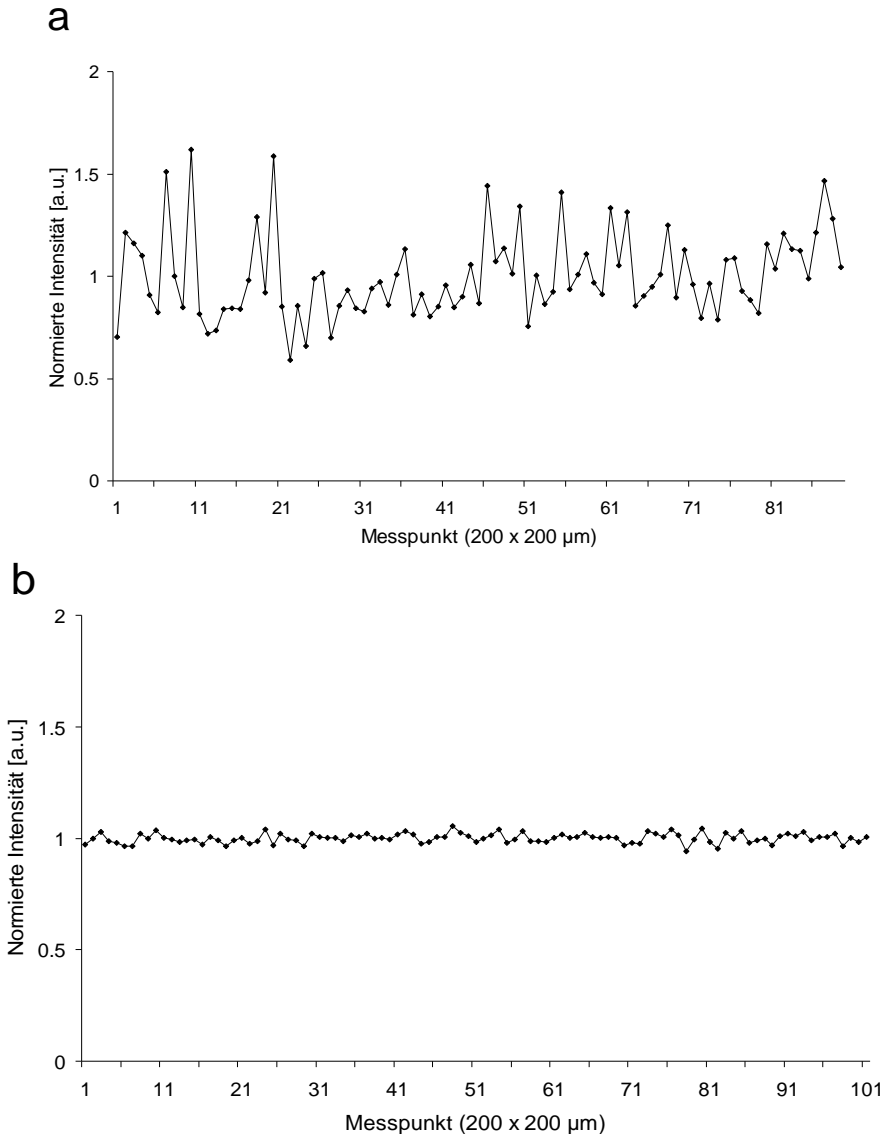 a
2
1.5
1
0.5
0
Normierte Intensität [a.u.]
1 11 21 31 41 51 61 71 81
Messpunkt (200 x 200 µm)
b
2
1.5
1
0.5
0
Normierte Intensität [a.u.]
1 11 21 31 41 51 61 71 81 91 101
Messpunkt (200 x 200 µm)